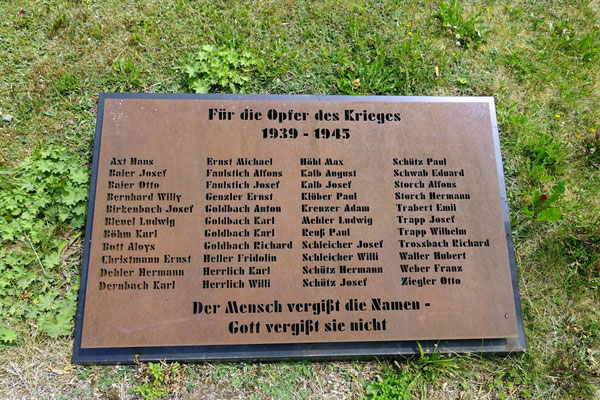 Für die Opfer des Krieges
1939 - 1945
Axt Hans
Baier Josef
Baier Otto
Bernhard Willy
Birkenbach Josef
Bleuel Ludwig
Böhm Karl
Bott Aloys
Christmann Ernst
Dehler Hermann
Dernbach Karl
Ernst Michael
Faulstich Alfons
Faulstich Josef
Genzler Ernst
Goldbach Anton
Goldbach Karl
Goldbach Karl
Goldbach Richard
Heller Fridolin
Herrlich Karl
Herrlich Willi
Höhl Max
Kalb August
Kalb Josef
Klüber Paul
Krenzer Adam
Mehler Ludwig
Reuß Paul
Schleicher Josef
Schleicher Willi
Schütz Hermann
Schütz Josef
Schütz Paul
Schwab Eduard
Storch Alfons
Storch Hermann
Trabert Emil
Trapp Josef
Trapp Wilhelm
Trossbach Richard
Waller Hubert
Weber Franz
Ziegler Otto
Der Mensch vergißt die Namen -
Gott vergißt sie nicht